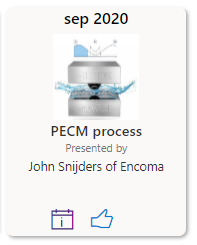 sep 2020
PECM process
Presented by
John Snijders of Encoma